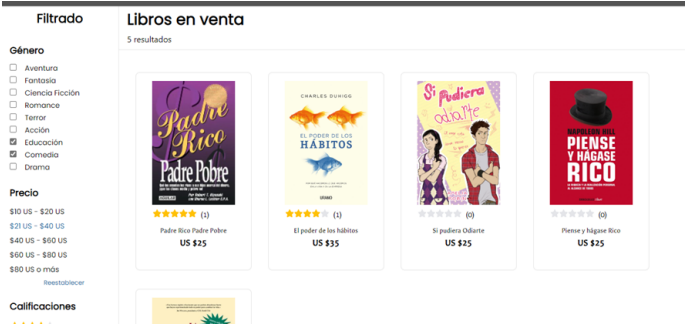 Filtrado
Género
Aventura
Fantasia
Ciencia Ficción
Romance
Terror
Acción
Educación
Comedia
Drama
Precio
$10 US - $20 US
$21 US - $40 US
$40 US - $60 US
$60 US - $80 US
$80 US o más
Reestablecer
Calificaciones
Libros en venta
5 resultados
Padre
Rico
Padre Pobre
AGUILAR
(1)
Padre Rico Padre Pobre
US $25
CHARLES DUHIGG
EL PODER DE LOS
HÁBITOS
URANO
(1)
El poder de los hábitos
US $35
Si pudiera
odiarte
(0)
Si pudiera Odiarte
US $25
NAPOLEON HILL
PIENSE
Y HÁGASE
RICO
(0)
Piense y hágase Rico
US $25